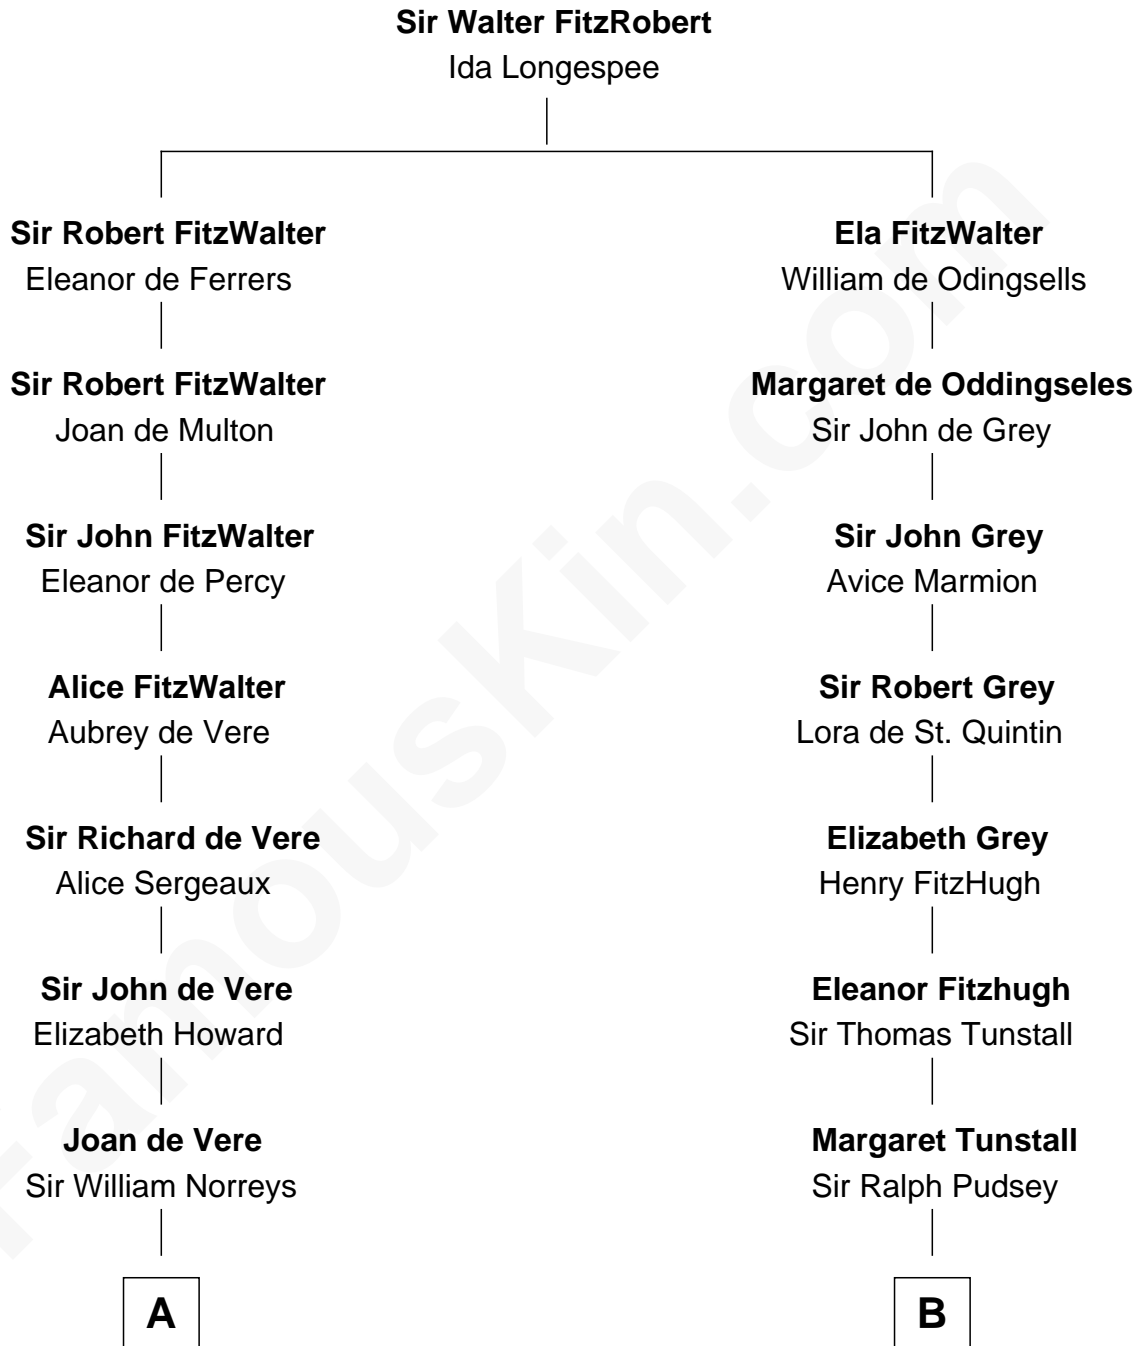 Sir Walter FitzRobert
Ida Longespee
Sir Robert FitzWalter
Eleanor de Ferrers
Sir Robert FitzWalter
Joan de Multon
Sir John FitzWalter
Eleanor de Percy
Alice FitzWalter
Aubrey de Vere
Sir Richard de Vere
Alice Sergeaux
Sir John de Vere
Elizabeth Howard
Joan de Vere
Sir William Norreys
A
Ela FitzWalter
William de Odingsells
Margaret de Oddingseles
Sir John de Grey
Sir John Grey
Avice Marmion
Sir Robert Grey
Lora de St. Quintin
Elizabeth Grey
Henry FitzHugh
Eleanor Fitzhugh
Sir Thomas Tunstall
Margaret Tunstall
Sir Ralph Pudsey
B
FamousKin.com